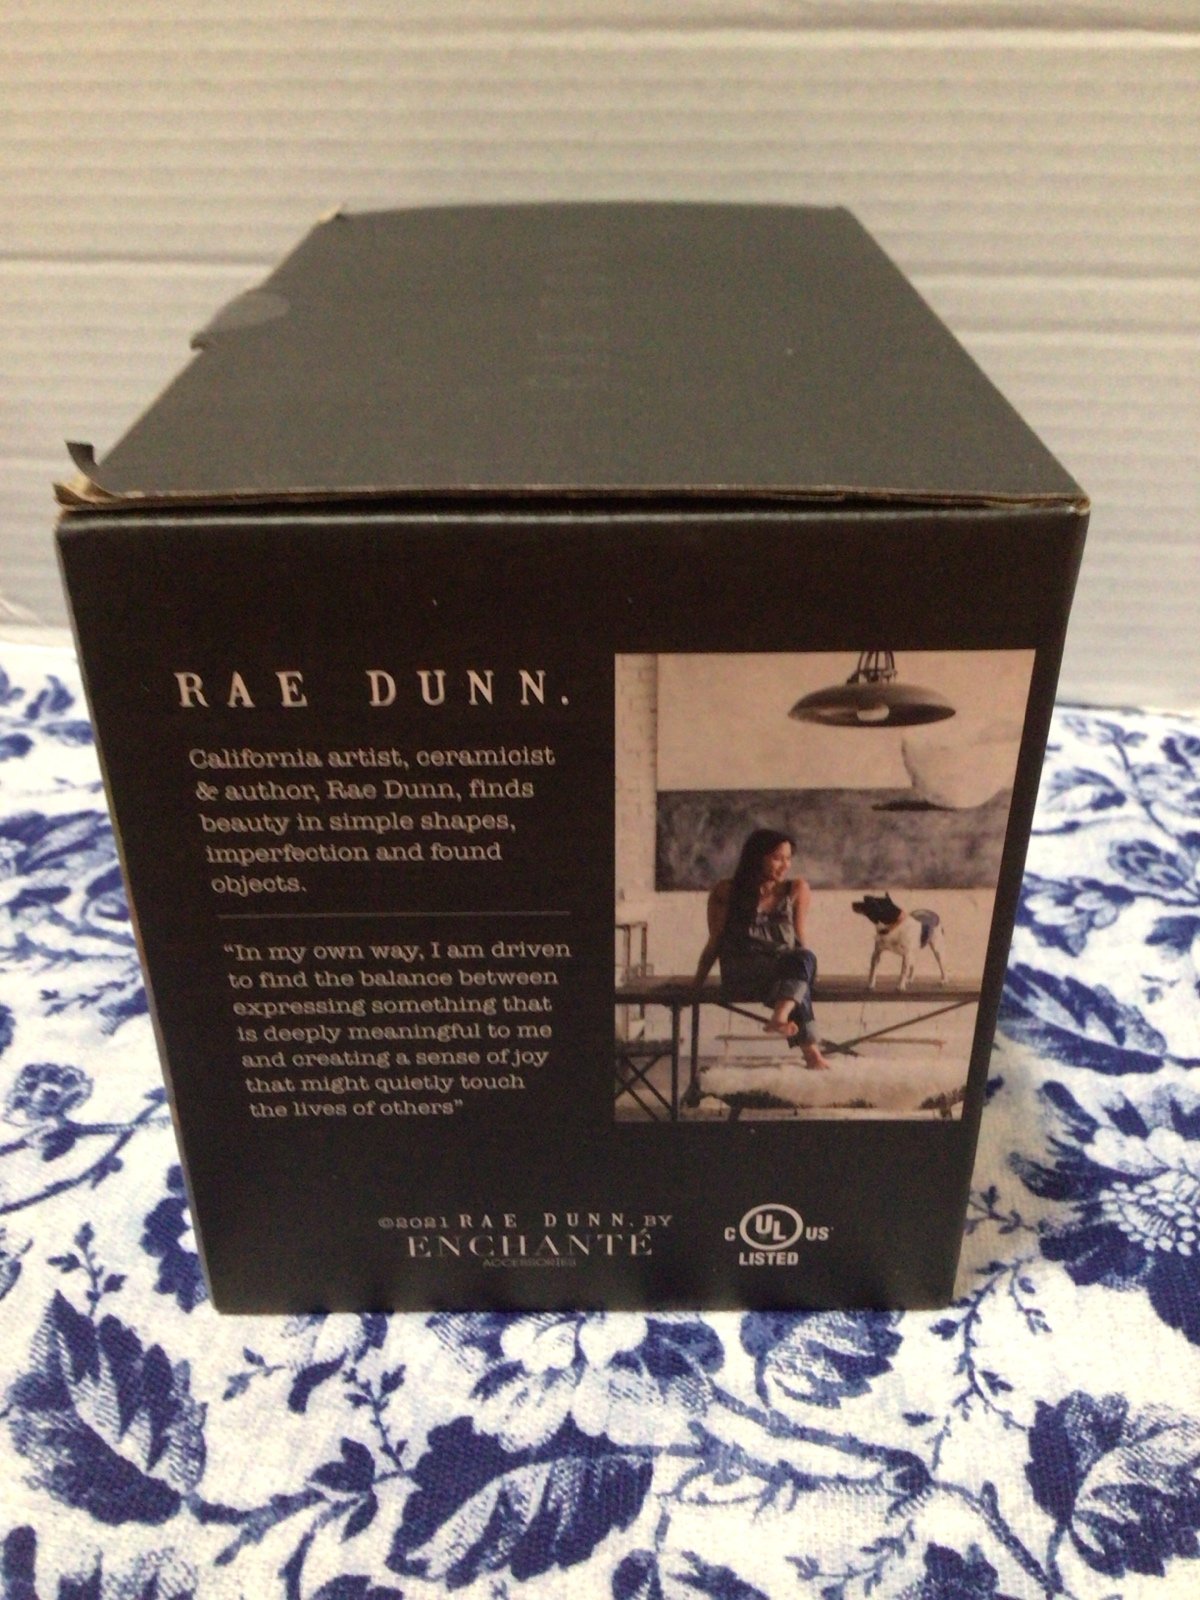 RAE DUNN.
California artist, ceramicist
& author, Rae Dunn, finds
beauty in simple shapes,
imperfection and found
objects.
“In my own way, I am driven
to find the balance between
expressing something that
is deeply meaningful to me
and creating a sense of joy
that might quietly touch
the lives of others”
©2021 RAE DUNN. BY
ENCHANTÉ
ACCESSORIES
C UL US
LISTED